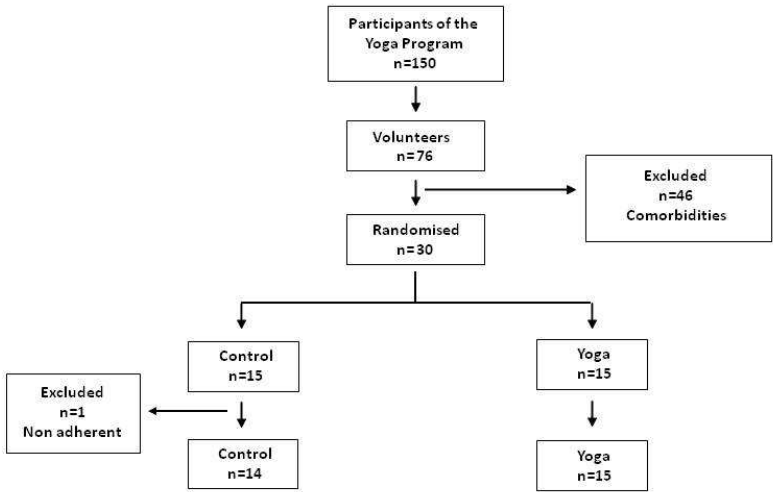 Participants of the
Yoga Program
n=150
Volunteers
n=76
Excluded
n=46
Comorbidities
Randomised
n=30
Control
n=15
Yoga
n=15
Excluded
n=1
Non adherent
Control
n=14
Yoga
n=15